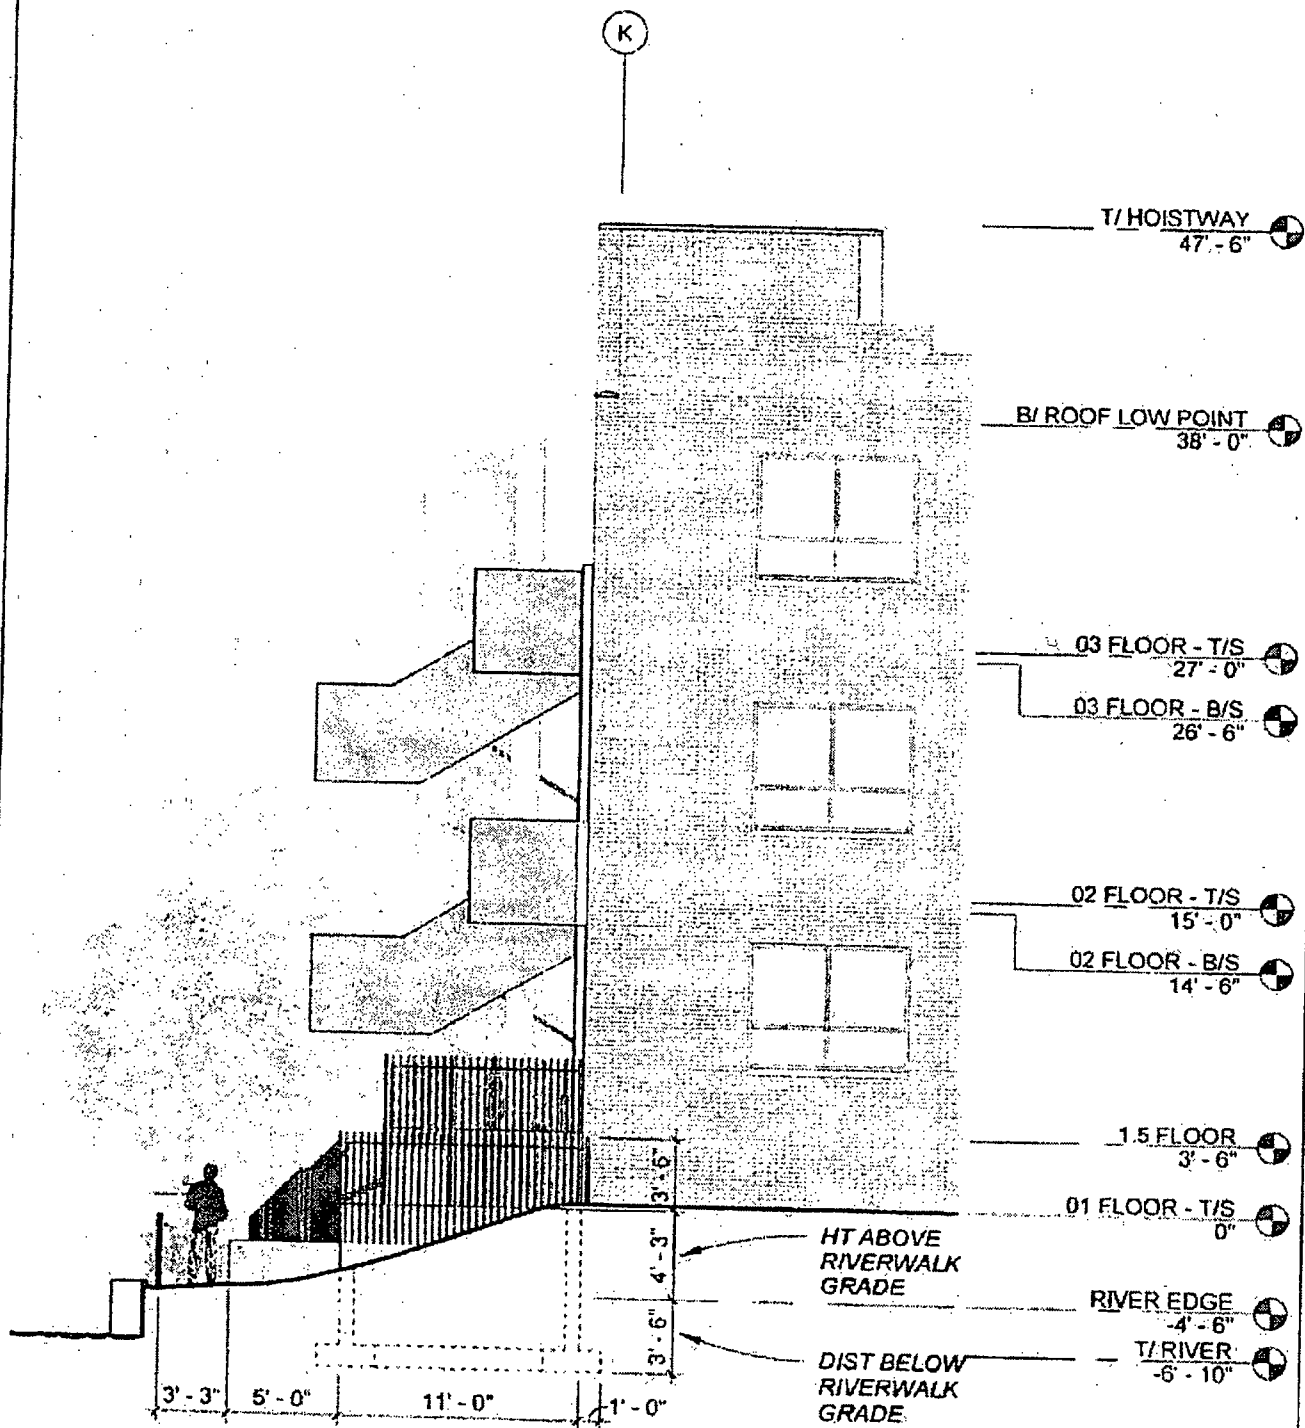 K
T/ HOISTWAY
47' - 6"
B/ ROOF LOW POINT
38' - 0"
03 FLOOR - T/S
27' - 0"
03 FLOOR - B/S
26' - 6"
02 FLOOR - T/S
15' - 0"
02 FLOOR - B/S
14' - 6"
1.5 FLOOR
3' - 6"
01 FLOOR - T/S
0"
3' - 6"
4' - 3"
3' - 6"
HT ABOVE
RIVERWALK
GRADE
RIVER EDGE
-4' - 6"
T/ RIVER
-6' - 10"
DIST BELOW
RIVERWALK
GRADE
3' - 3"
5' - 0"
11' - 0"
1' - 0"